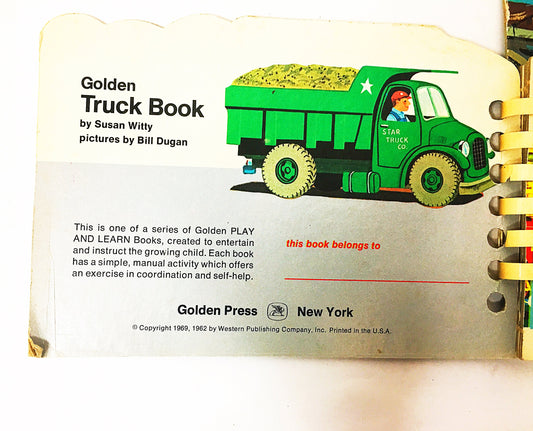 Golden
Truck Book
by Susan Witty
pictures by Bill Dugan
STAR
TRUCK
CO.
This is one of a series of Golden PLAY
AND LEARN Books, created to entertain
and instruct the growing child. Each book
has a simple, manual activity which offers
an exercise in coordination and self-help.
this book belongs to
Golden Press New York
© Copyright 1969, 1962 by Western Publishing Company, Inc. Printed in the U.S.A.